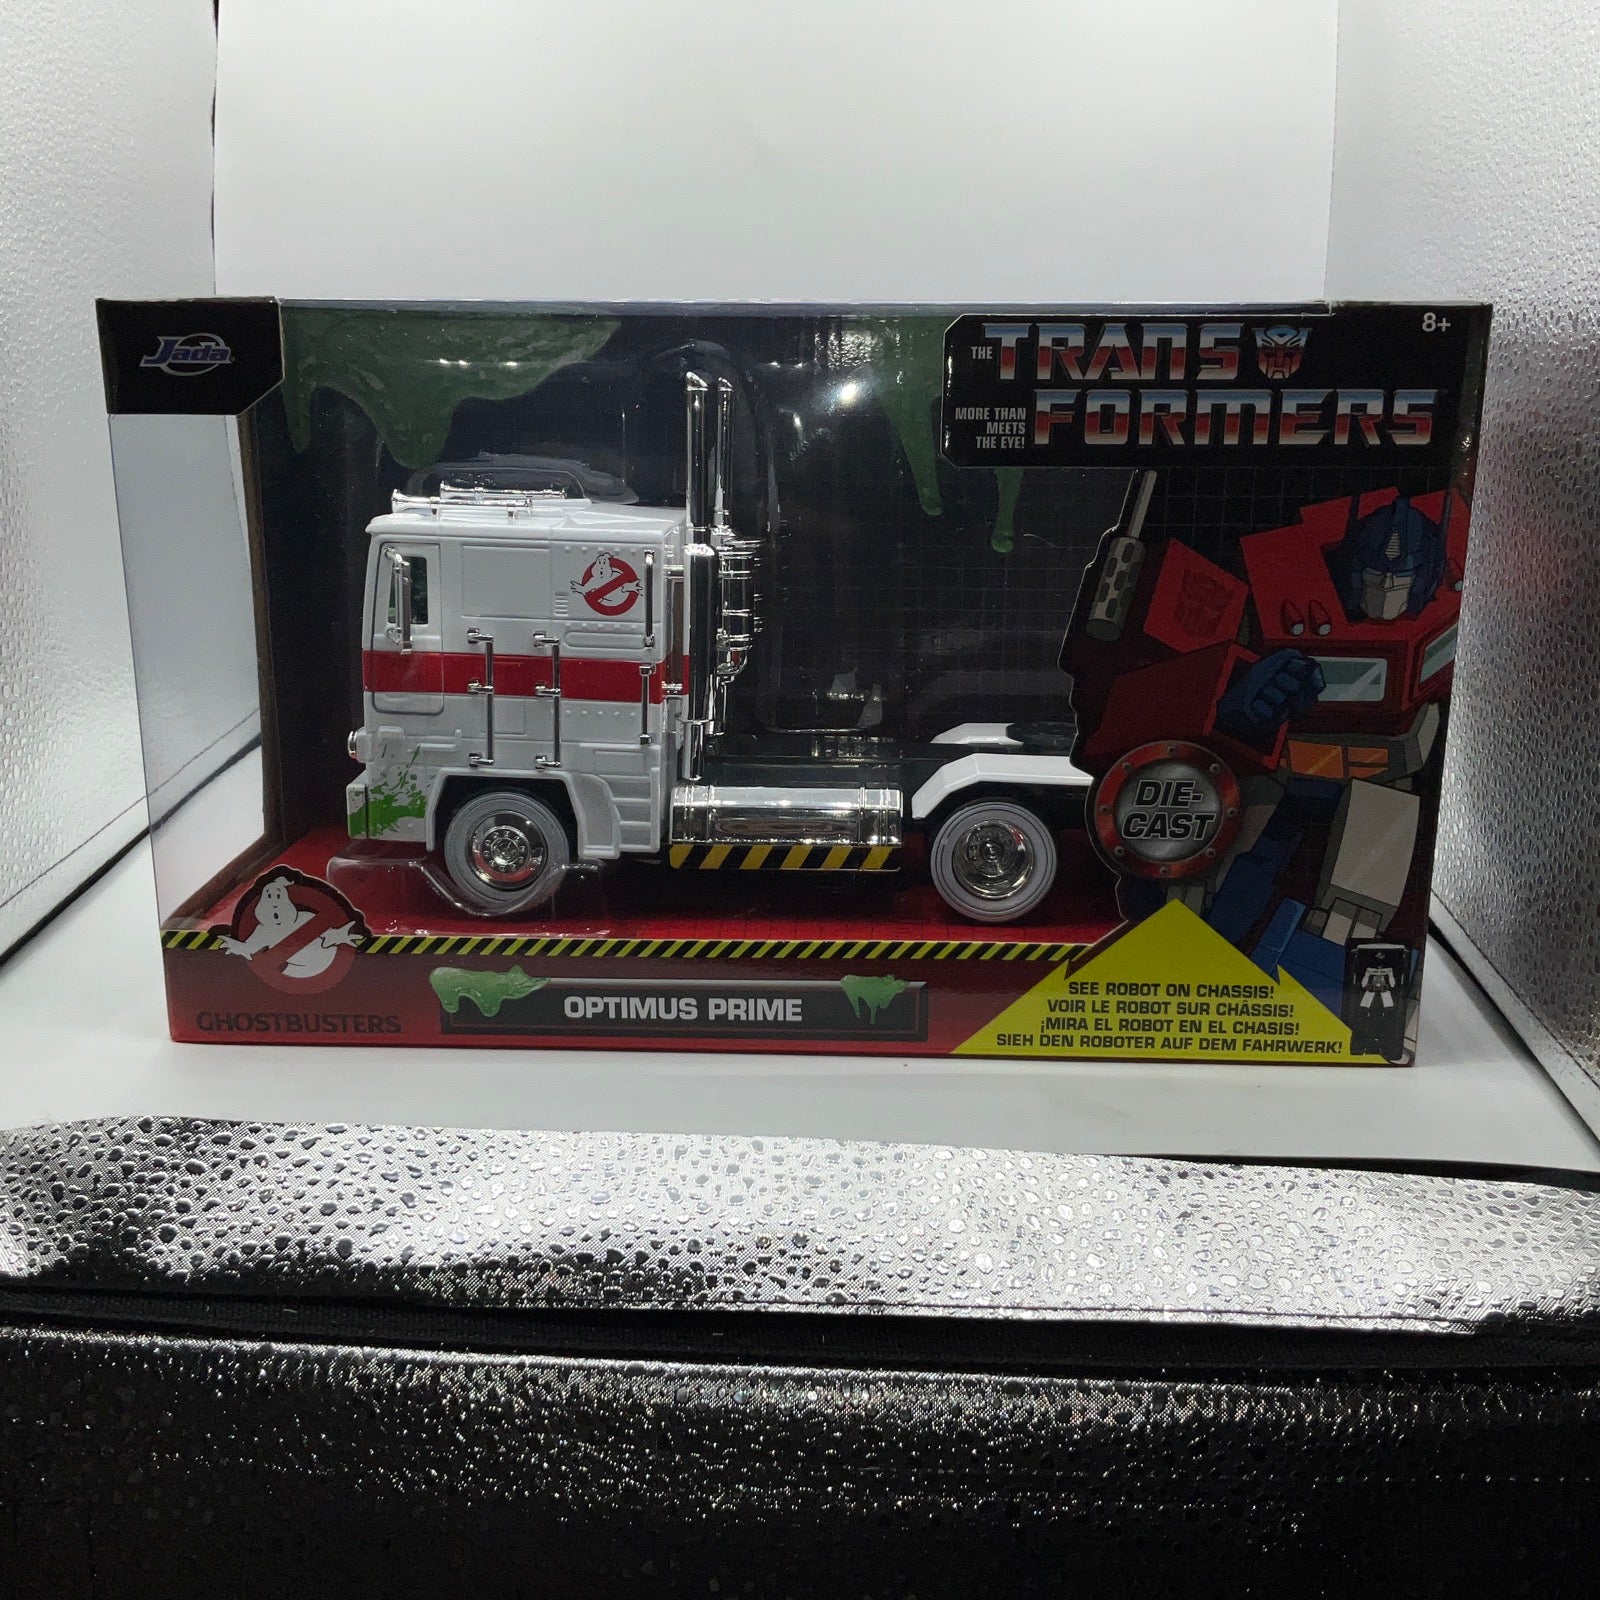 Jada
8+
THE TRANS
FORMERS
MORE THAN
MEETS
THE EYE!
DIE-
CAST
GHOSTBUSTERS
OPTIMUS PRIME
SEE ROBOT ON CHASSIS!
VOIR LE ROBOT SUR CHÂSSIS!
¡MIRA EL ROBOT EN EL CHASIS!
SIEH DEN ROBOTER AUF DEM FAHRWERK!